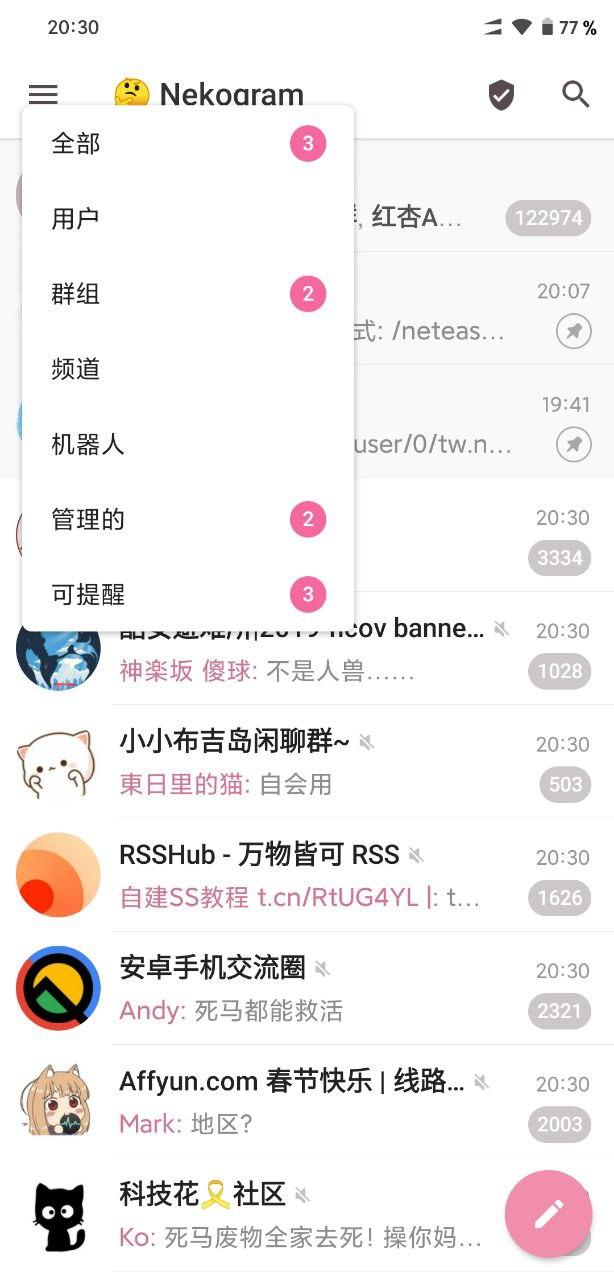 20:30
77 %
Nekogram
全部
3
用户
群组
2
频道
机器人
管理的
2
可提醒
3
, 红杏A...
122974
20:07
式: /neteas...
19:41
user/0/tw.n...
20:30
3334
2019 ncov banne...
20:30
神楽坂 傻球: 不是人兽......
1028
小小布吉岛闲聊群~
20:30
東日里的猫: 自会用
503
RSSHub - 万物皆可 RSS
20:30
自建SS教程 t.cn/RtUG4YL |: t...
1626
安卓手机交流圈
20:30
Andy: 死马都能救活
2321
Affyun.com 春节快乐 | 线路...
20:30
Mark: 地区?
2003
科技花🎗️社区
Ko: 死马废物全家去死! 操你妈...